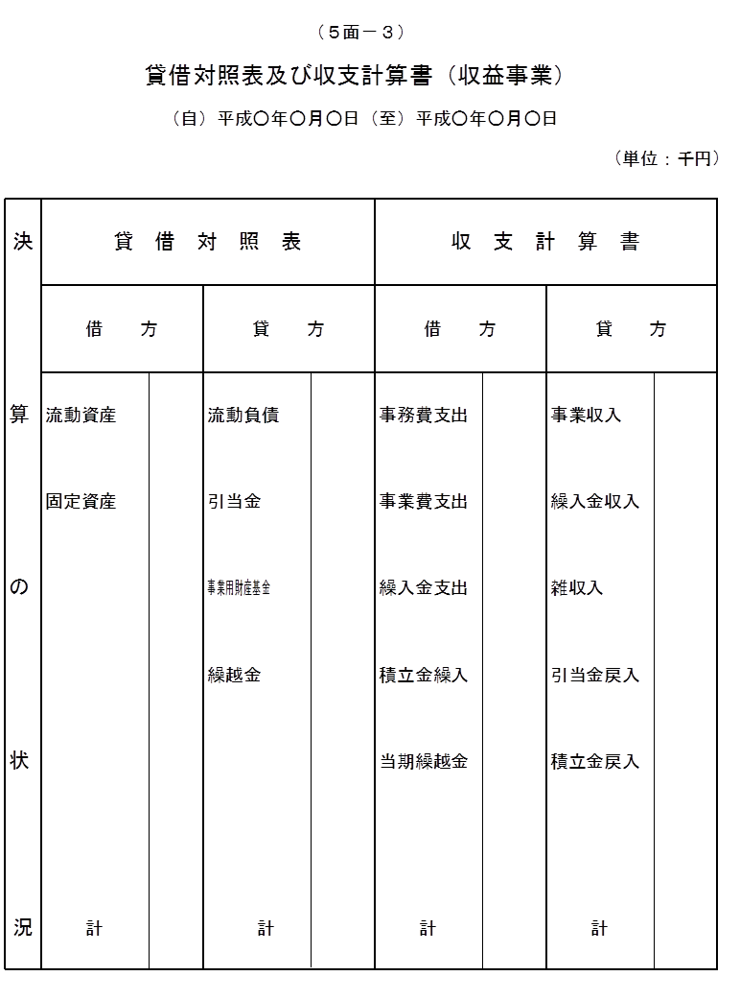 （５面－３）
貸借対照表及び収支計算書（収益事業）
（自）平成〇年〇月〇日（至）平成〇年〇月〇日
（単位：千円）
決算の状況
貸借対照表
収支計算書
借方
貸方
借方
貸方
流動資産
流動負債
事務費支出
事業収入
固定資産
引当金
事業費支出
繰入金収入
事業用財産基金
繰入金支出
雑収入
繰越金
積立金繰入
引当金戻入
当期繰越金
積立金戻入
計
計
計
計